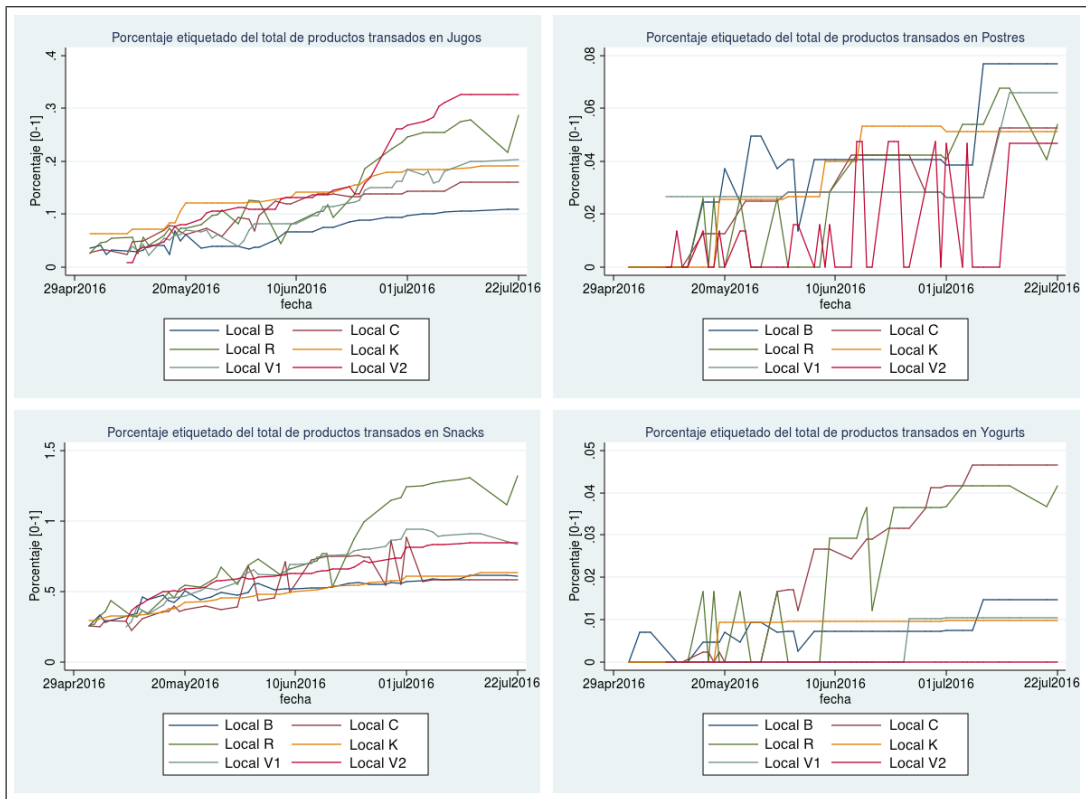 Porcentaje etiquetado del total de productos transados en Jugos
Porcentaje [0-1]
.4
.3
.2
.1
0
29apr2016 20may2016 10jun2016 01jul2016 22jul2016
fecha
Local B Local C
Local R Local K
Local V1 Local V2
Porcentaje etiquetado del total de productos transados en Postres
Porcentaje [0-1]
.08
.06
.04
.02
0
29apr2016 20may2016 10jun2016 01jul2016 22jul2016
fecha
Local B Local C
Local R Local K
Local V1 Local V2
Porcentaje etiquetado del total de productos transados en Snacks
Porcentaje [0-1]
1.5
1
.5
0
29apr2016 20may2016 10jun2016 01jul2016 22jul2016
fecha
Local B Local C
Local R Local K
Local V1 Local V2
Porcentaje etiquetado del total de productos transados en Yogurts
Porcentaje [0-1]
.05
.04
.03
.02
.01
0
29apr2016 20may2016 10jun2016 01jul2016 22jul2016
fecha
Local B Local C
Local R Local K
Local V1 Local V2